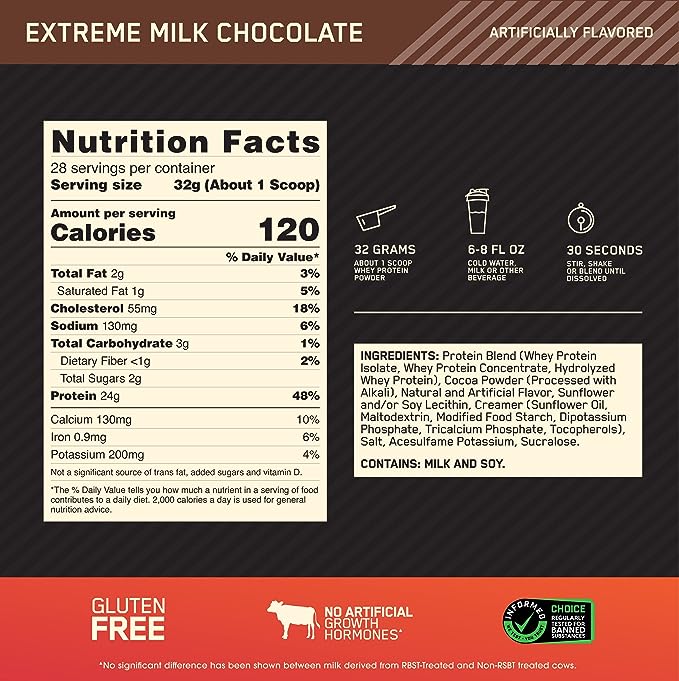 EXTREME MILK CHOCOLATE
ARTIFICIALLY FLAVORED
Nutrition Facts
28 servings per container
Serving size 32g (About 1 Scoop)
Amount per serving
Calories 120
% Daily Value*
Total Fat 2g 3%
Saturated Fat 1g 5%
Cholesterol 55mg 18%
Sodium 130mg 6%
Total Carbohydrate 3g 1%
Dietary Fiber <1g 2%
Total Sugars 2g
Protein 24g 48%
Calcium 130mg 10%
Iron 0.9mg 6%
Potassium 200mg 4%
Not a significant source of trans fat, added sugars and vitamin D.
*The % Daily Value tells you how much a nutrient in a serving of food
contributes to a daily diet. 2,000 calories a day is used for general
nutrition advice.
32 GRAMS
ABOUT 1 SCOOP
WHEY PROTEIN
POWDER
6-8 FL OZ
COLD WATER,
MILK OR OTHER
BEVERAGE
30 SECONDS
STIR, SHAKE
OR BLEND UNTIL
DISSOLVED
INGREDIENTS: Protein Blend (Whey Protein
Isolate, Whey Protein Concentrate, Hydrolyzed
Whey Protein), Cocoa Powder (Processed with
Alkali), Natural and Artificial Flavor, Sunflower
and/or Soy Lecithin, Creamer (Sunflower Oil,
Maltodextrin, Modified Food Starch, Dipotassium
Phosphate, Tricalcium Phosphate, Tocopherols),
Salt, Acesulfame Potassium, Sucralose.
CONTAINS: MILK AND SOY.
GLUTEN
FREE
NO ARTIFICIAL
GROWTH
HORMONES*
INFORMED
WE TEST · YOU TRUST
CHOICE
REGULARLY
TESTED FOR
BANNED
SUBSTANCES
*No significant difference has been shown between milk derived from RBST-Treated and Non-RSBT treated cows.